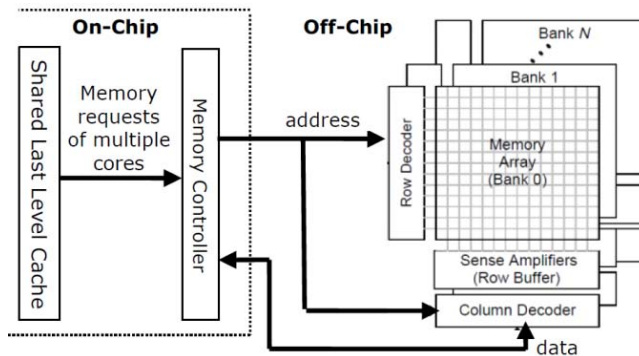 On-Chip
Off-Chip
Shared Last Level Cache
Memory
requests
of multiple
cores
Memory Controller
address
Row Decoder
Bank N
Bank 1
Memory
Array
(Bank 0)
Sense Amplifiers
(Row Buffer)
Column Decoder
data